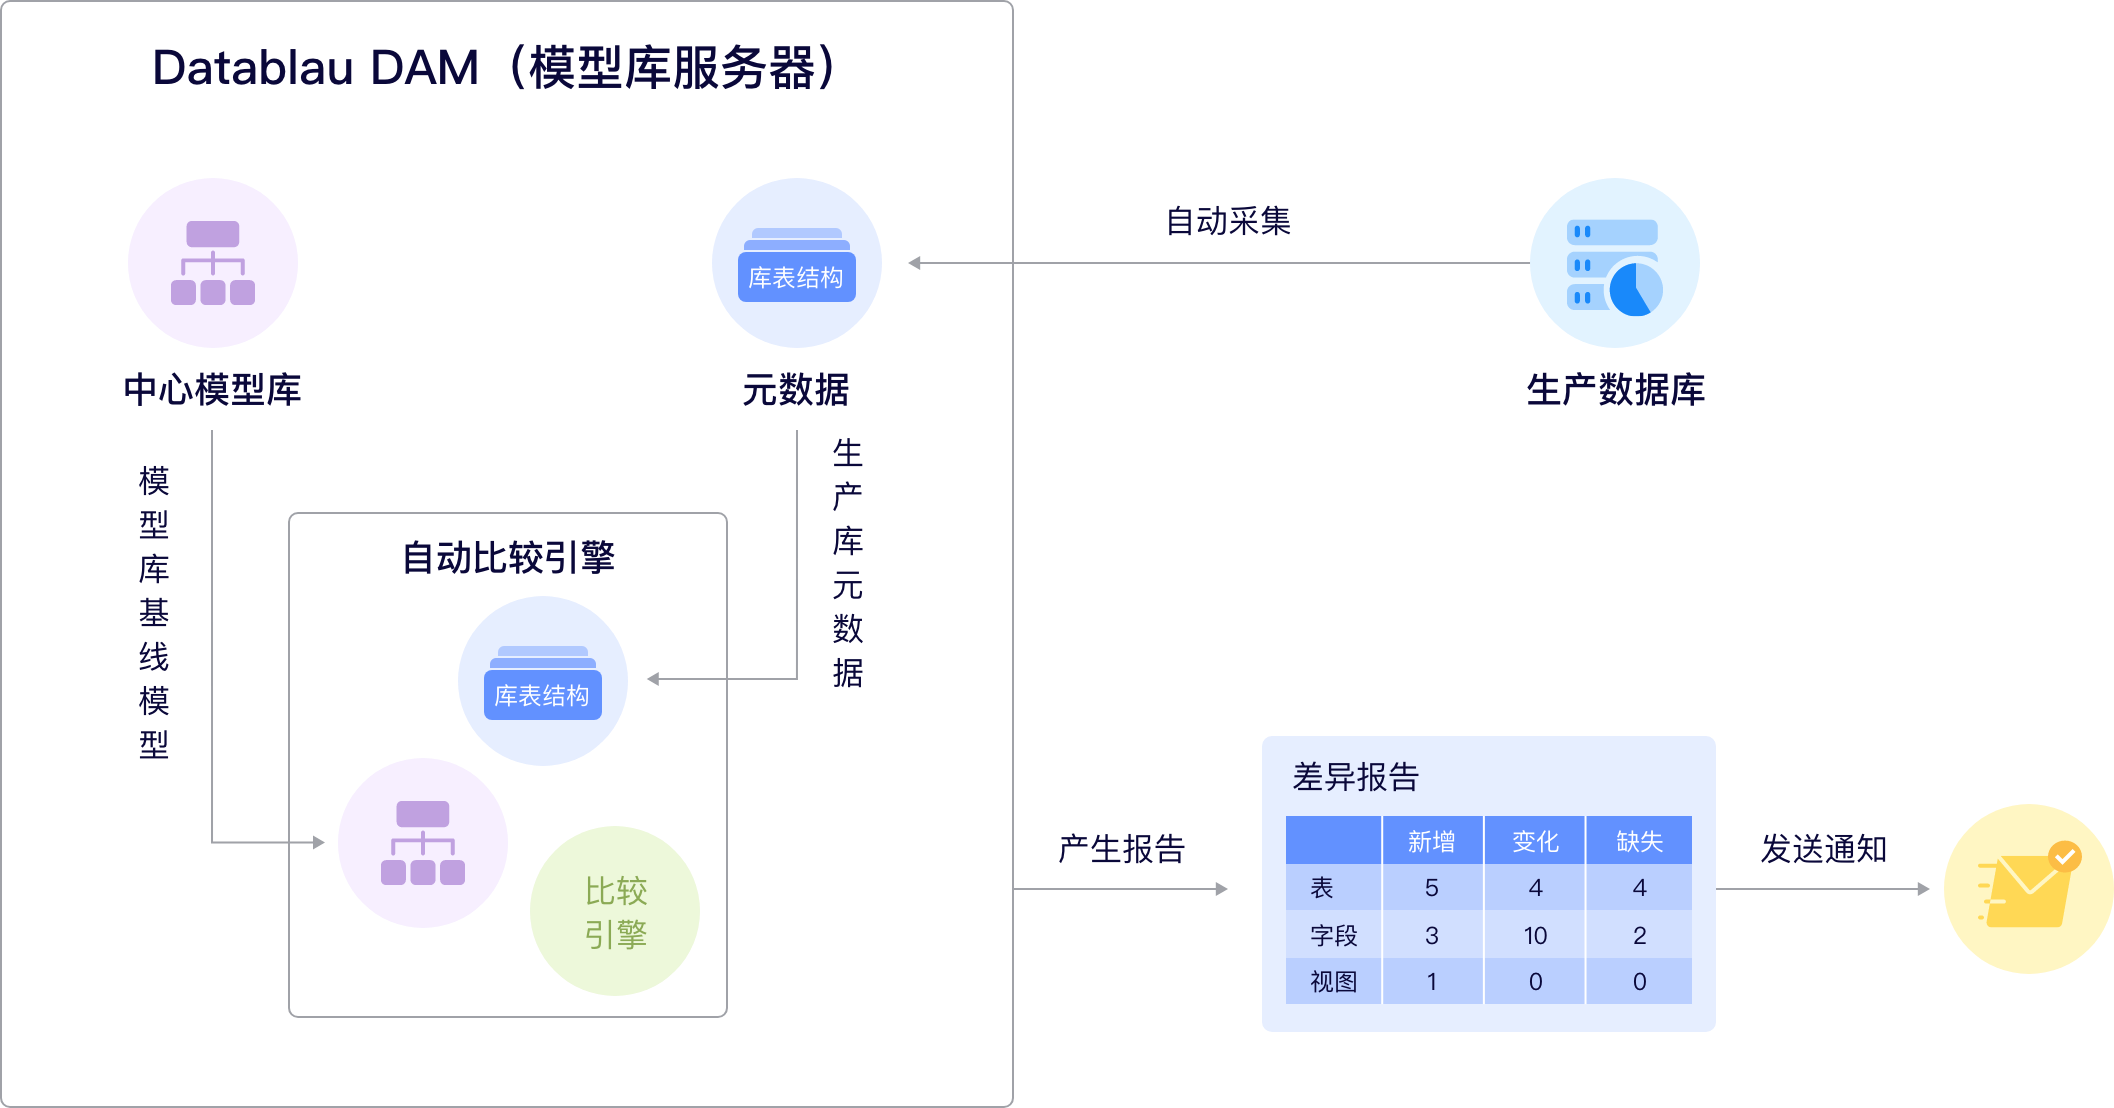 Datablau DAM（模型库服务器）
自动采集
库表结构
中心模型库
元数据
生产数据库
模型库基线模型
生产库元数据
自动比较引擎
库表结构
比较
引擎
产生报告
差异报告
新增 变化 缺失
表 5 4 4
字段 3 10 2
视图 1 0 0
发送通知